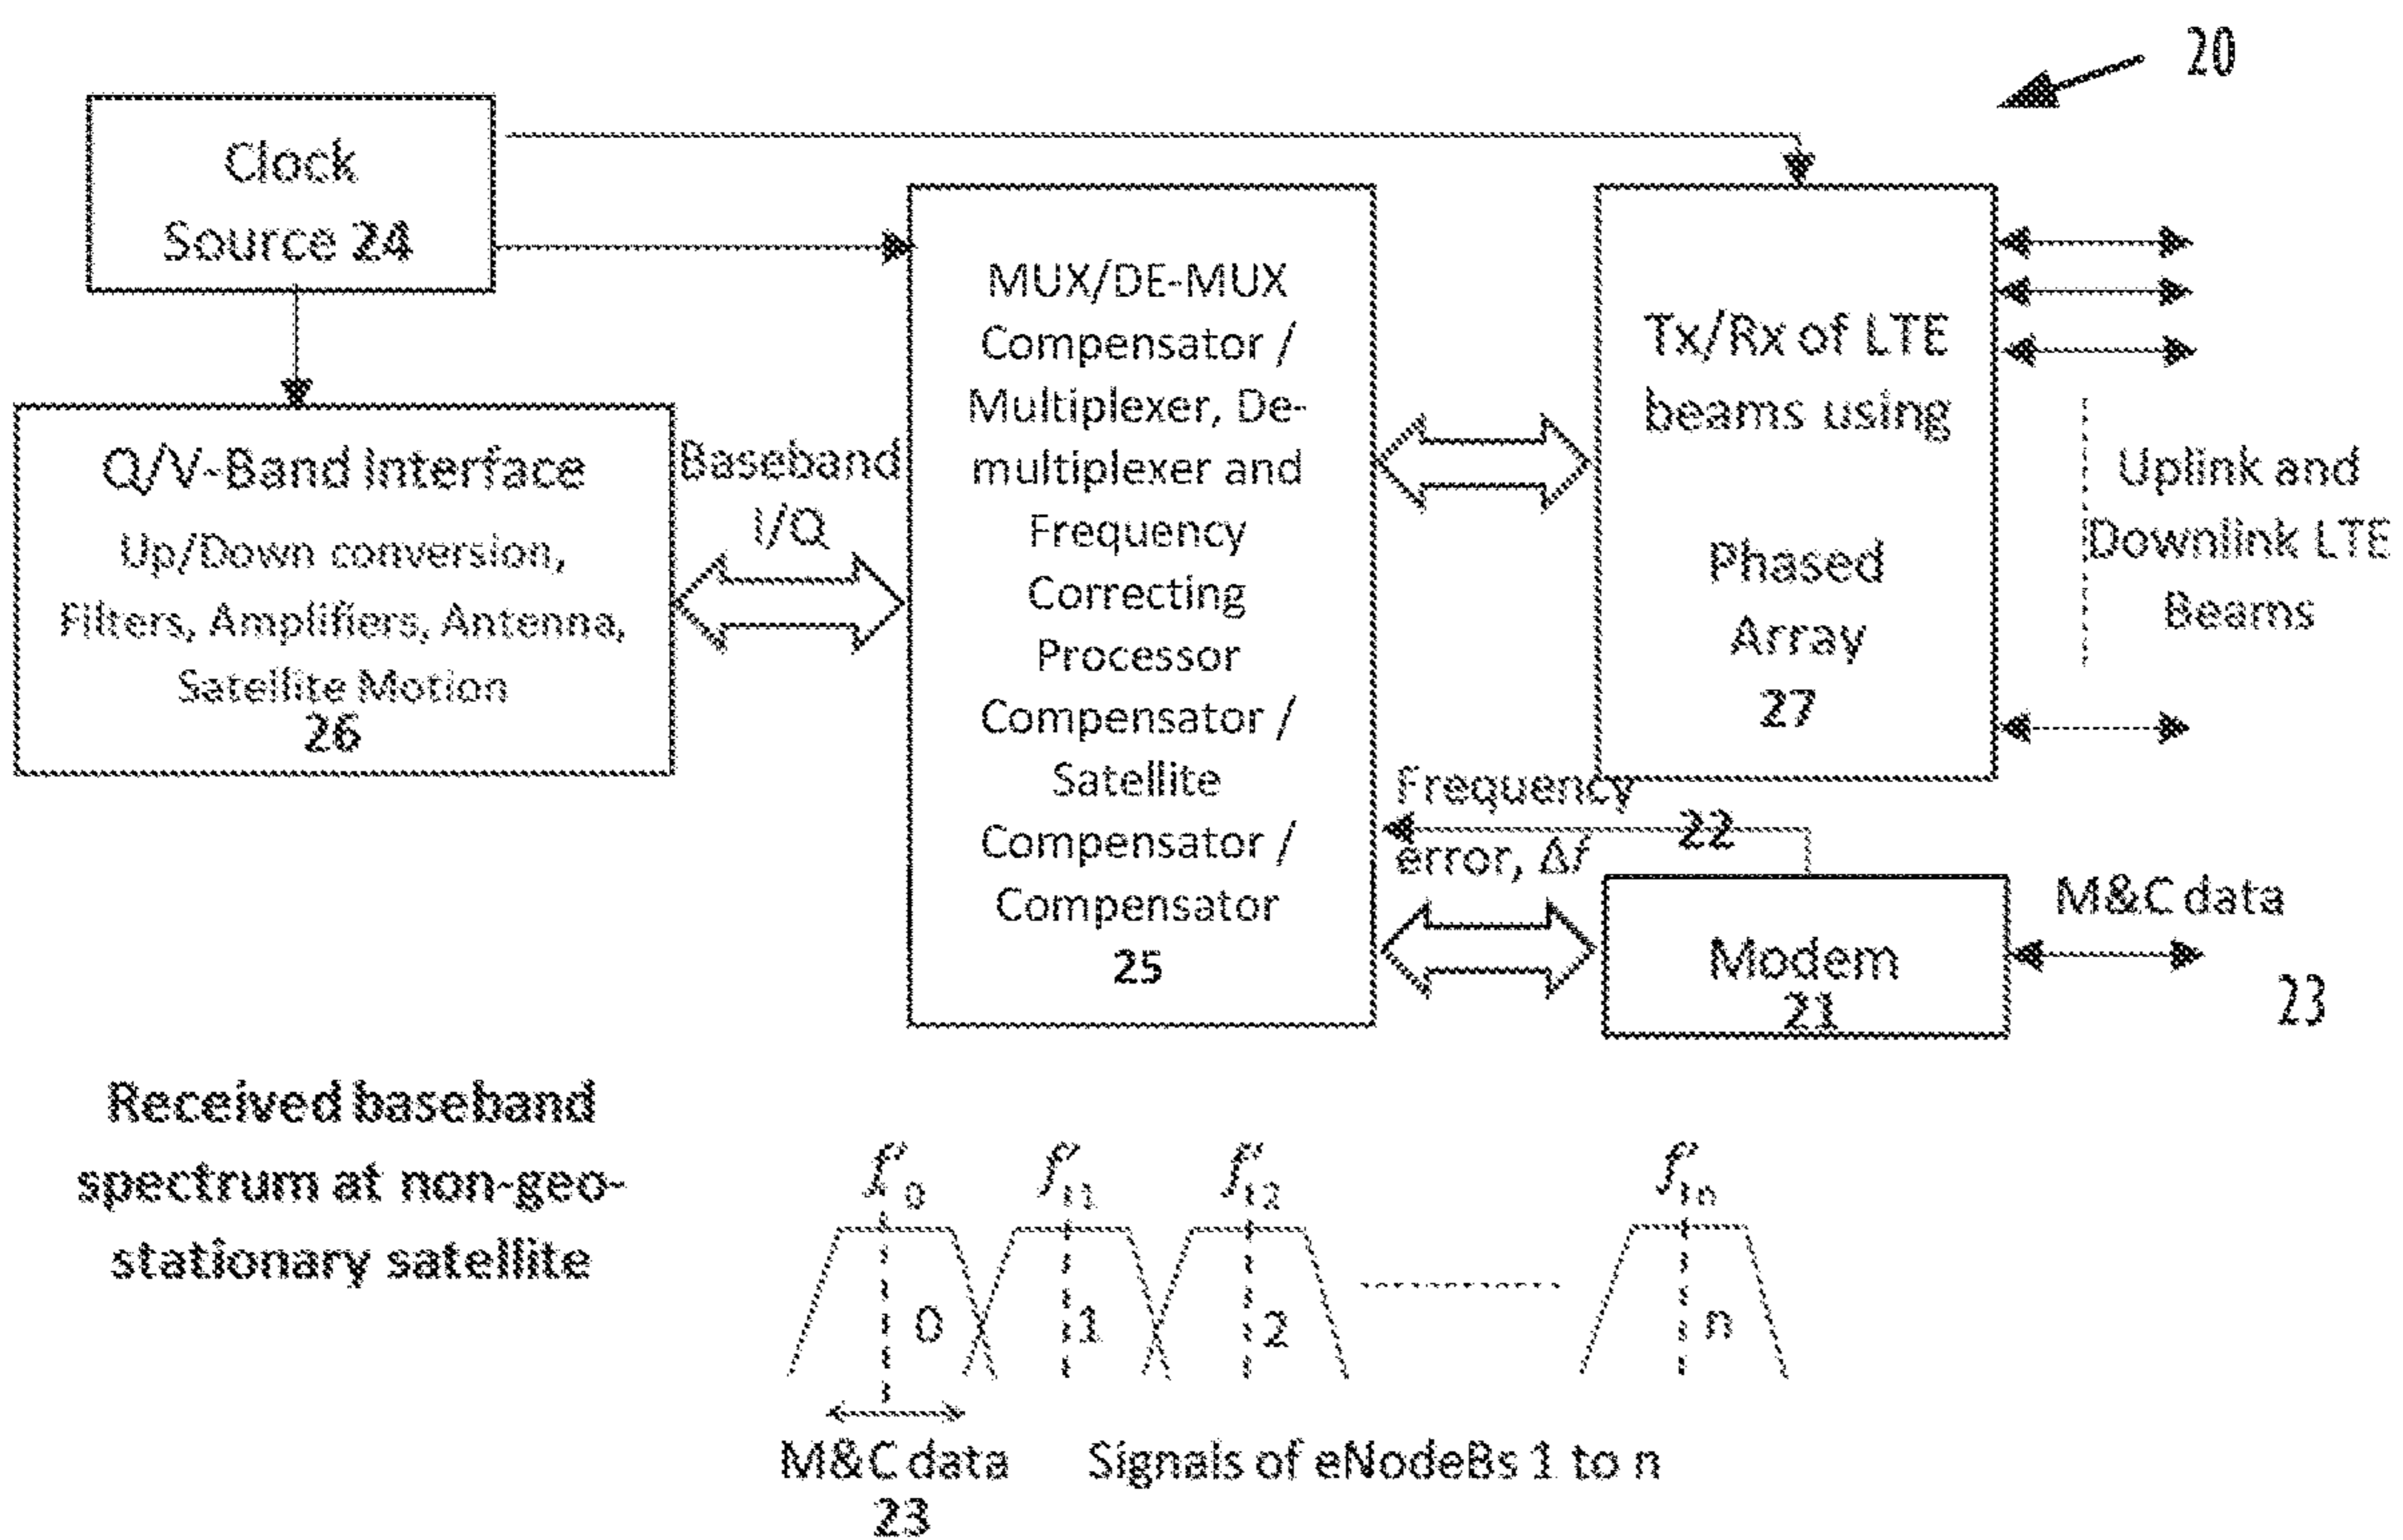 20
Clock
Source 24
Q/V-Band Interface
Up/Down conversion,
Filters, Amplifiers, Antenna,
Satellite Motion
26
Baseband
I/Q
MUX/DE-MUX
Compensator /
Multiplexer, De-
multiplexer and
Frequency
Correcting
Processor
Compensator /
Satellite
Compensator /
Compensator
25
Tx/Rx of LTE
beams using
Phased
Array
27
Uplink and
Downlink LTE
Beams
Frequency
22
error, Δf
Modem
21
M&C data
23
Received baseband
spectrum at non-geo-
stationary satellite
0
1
2
n
M&C data
23
Signals of eNodeBs 1 to n